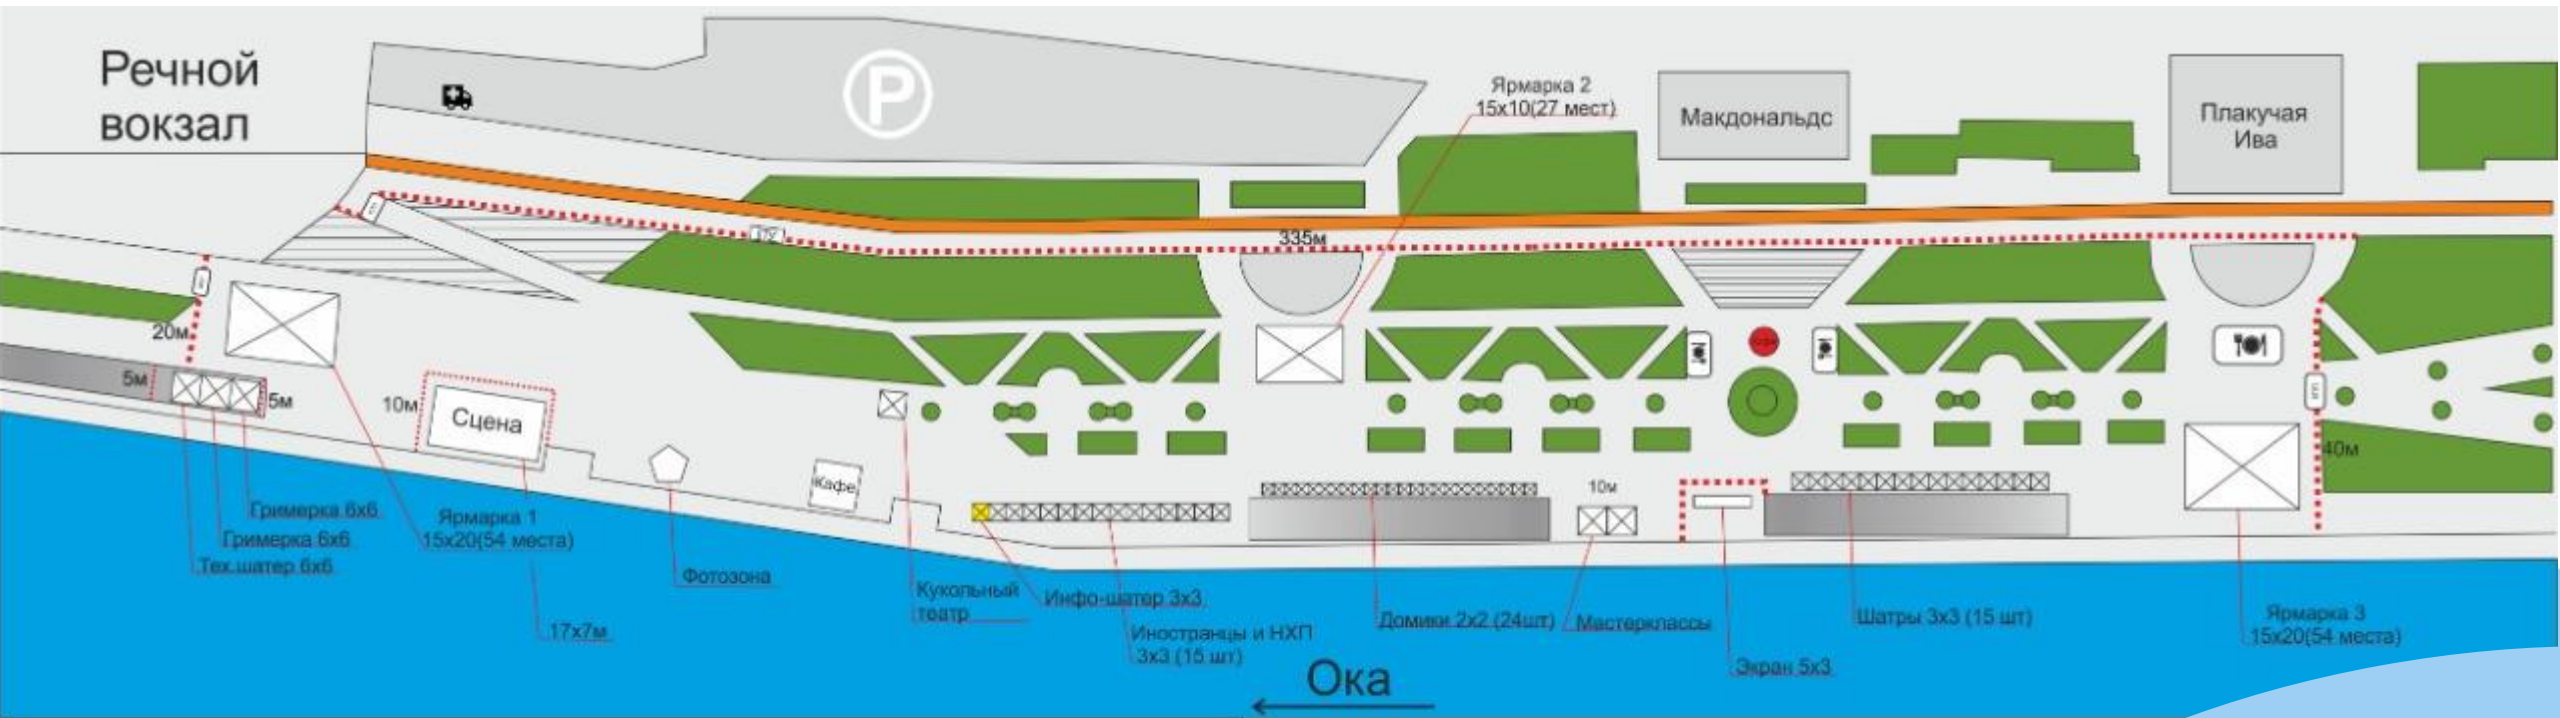 Речной
вокзал
P
Ярмарка 2
15х10(27 мест)
Макдональдс
Плакучая
Ива
335м
20м
5м
5м
10м
Сцена
Кафе
10м
40м
Гримерка 6х6
Гримерка 6х6
Тех.шатер 6х6
Ярмарка 1
15х20(54 места)
17х7м
Фотозона
Кукольный
театр
Инфо-шатер 3х3
Иностранцы и НХП
3х3 (15 шт)
Домики 2х2 (24шт)
Мастерклассы
Экран 5х3
Шатры 3х3 (15 шт)
Ярмарка 3
15х20(54 места)
Ока